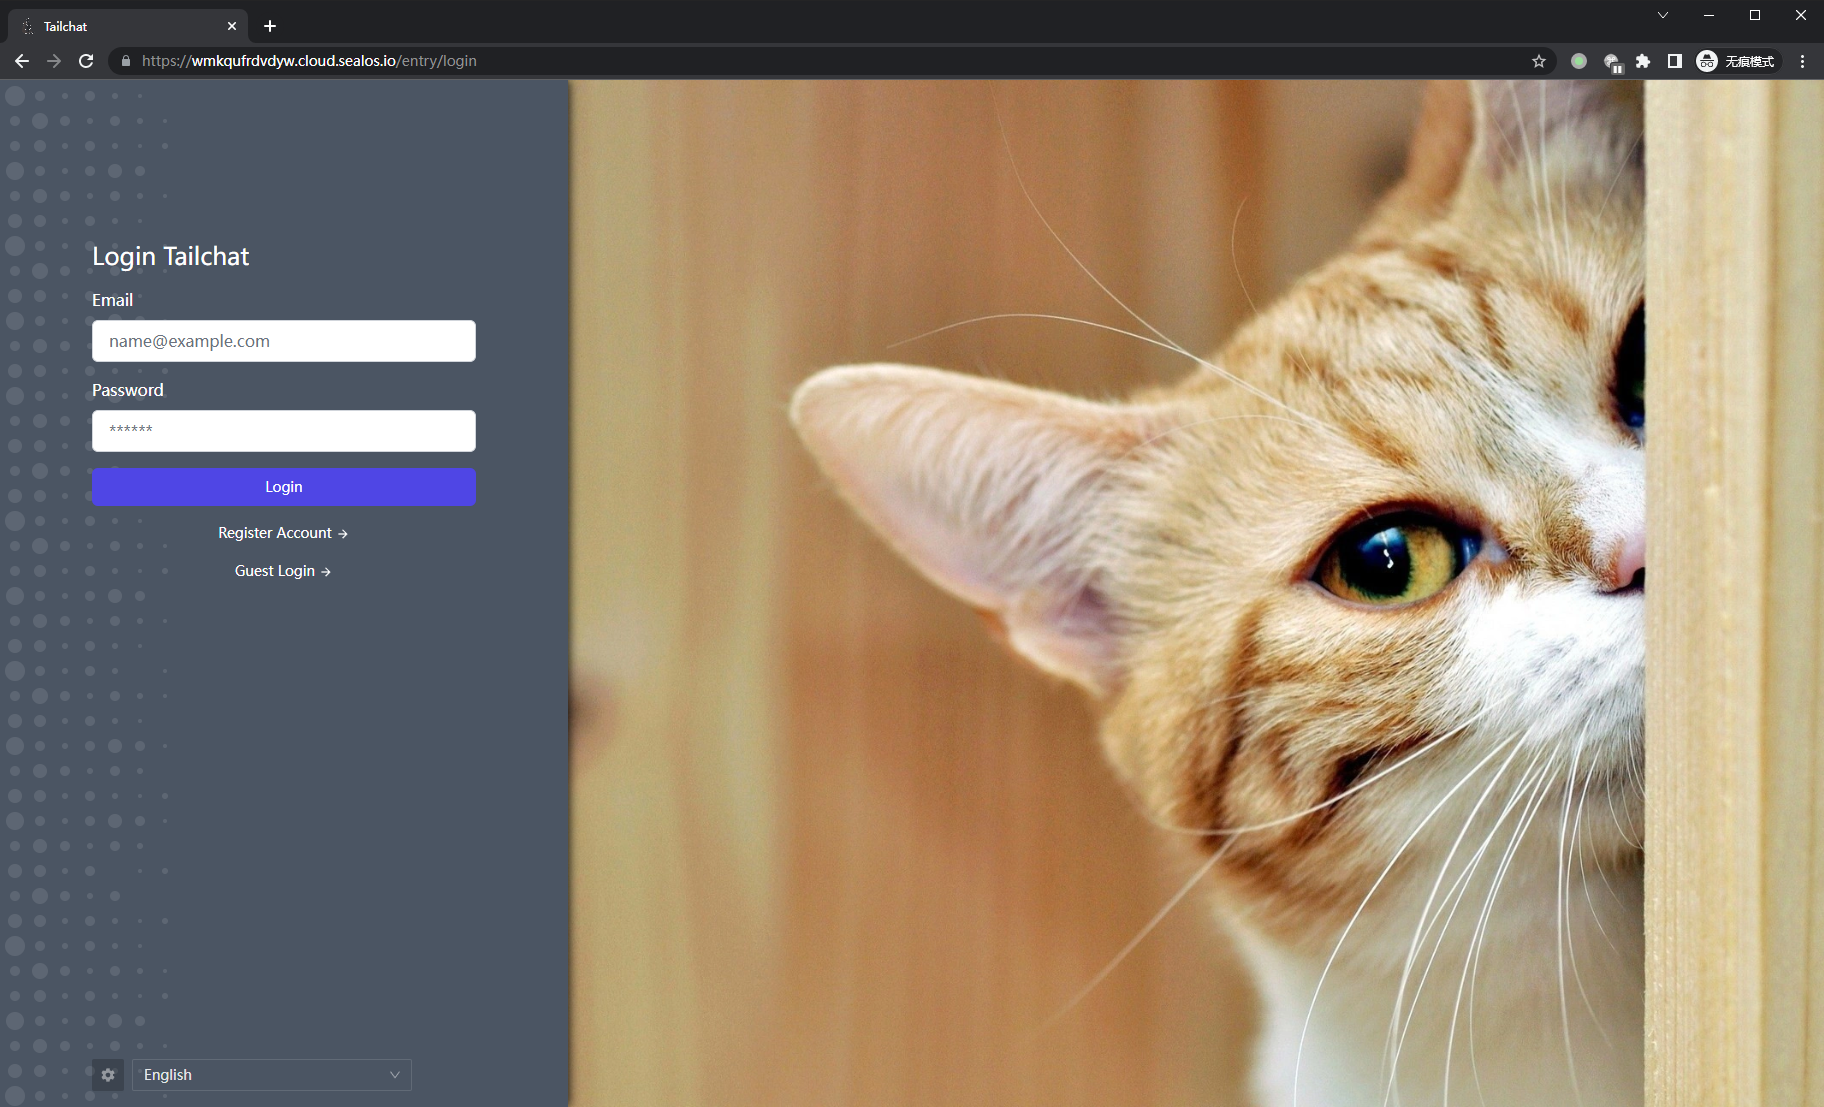 Tailchat
https://wmkqufrdvdyw.cloud.sealos.io/entry/login
无痕模式
Login Tailchat
Email
name@example.com
Password
******
Login
Register Account →
Guest Login →
English